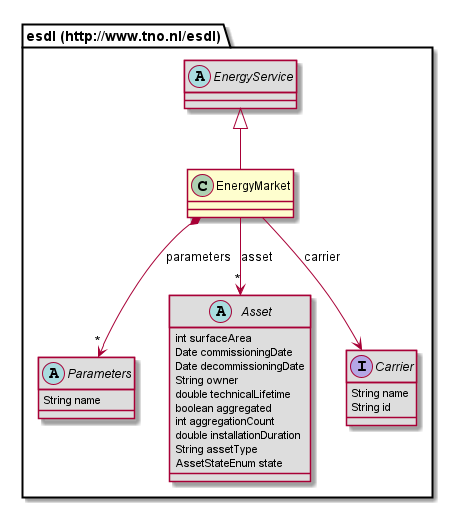 esdl (http://www.tno.nl/esdl)
A EnergyService
C EnergyMarket
parameters
asset
carrier
*
*
A Parameters
String name
A Asset
int surfaceArea
Date commissioningDate
Date decommissioningDate
String owner
double technicalLifetime
boolean aggregated
int aggregationCount
double installationDuration
String assetType
AssetStateEnum state
I Carrier
String name
String id